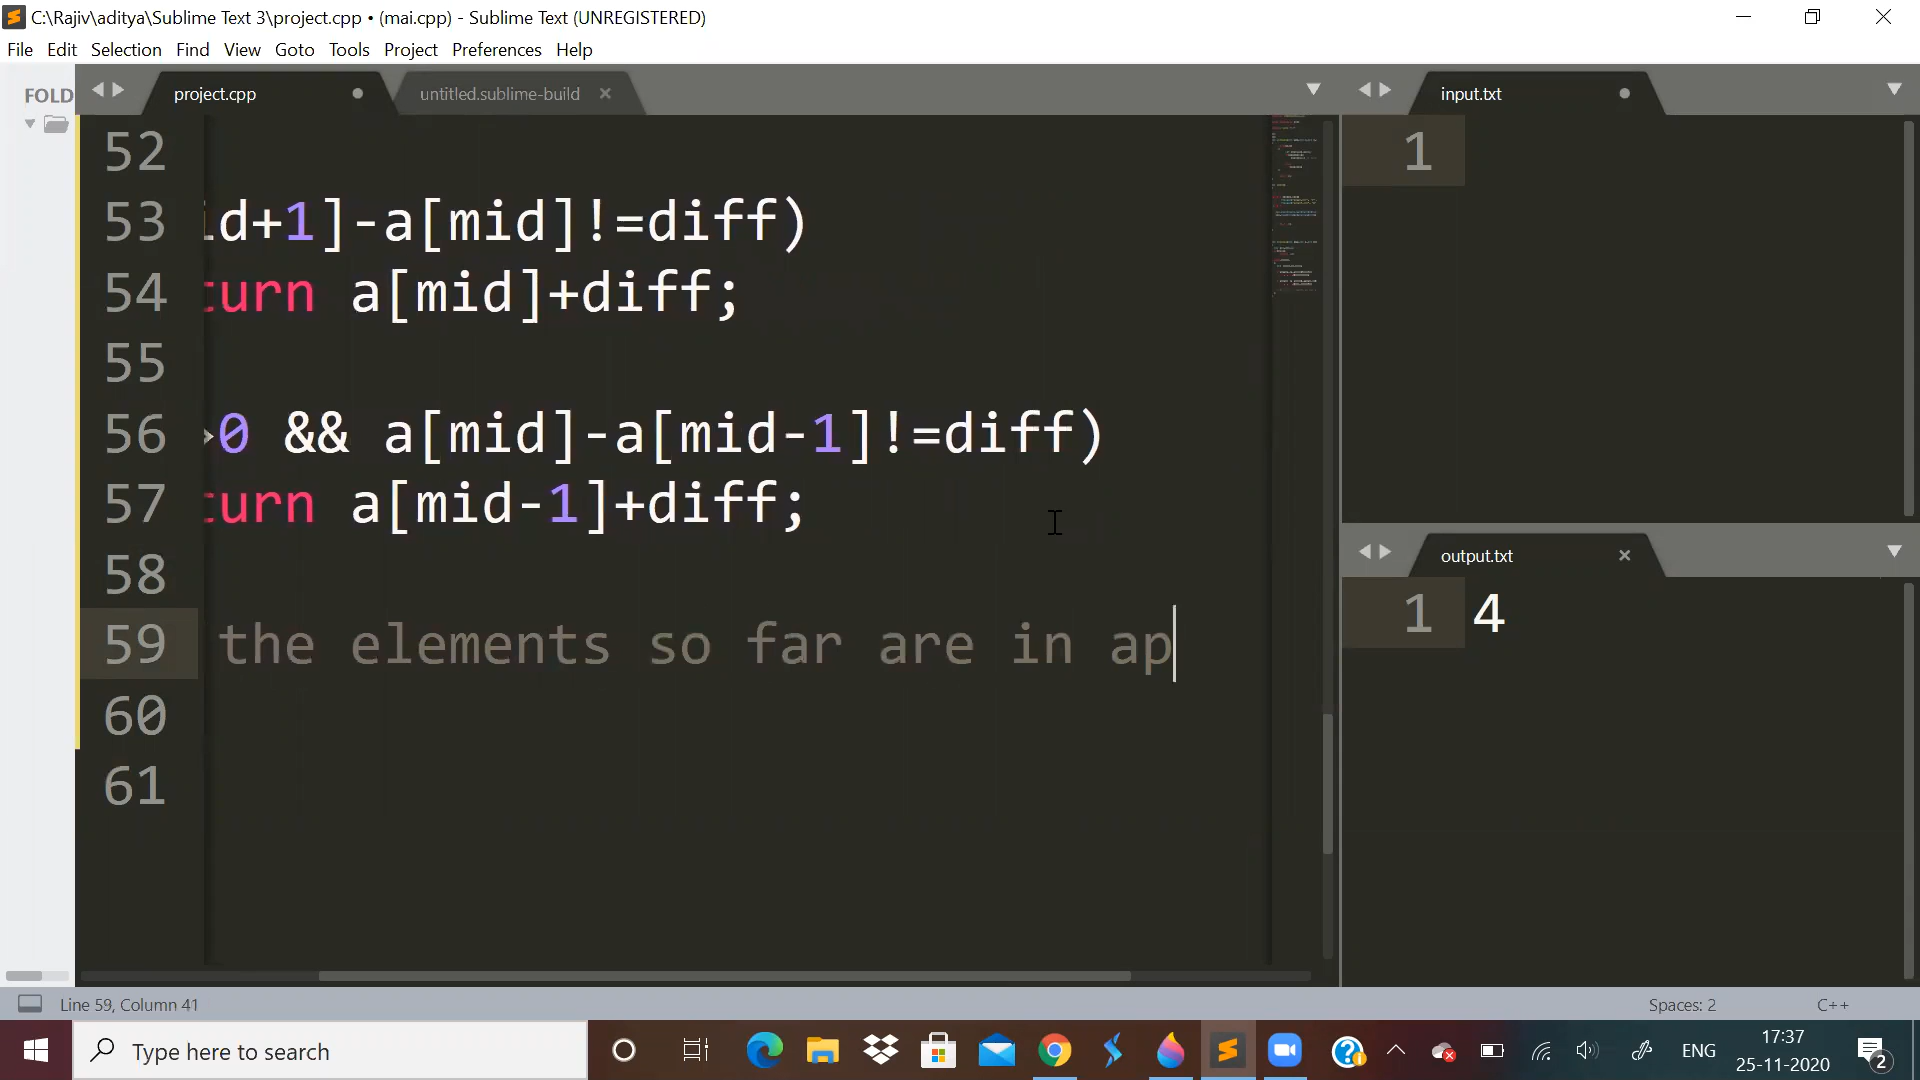 C:\Rajiv\aditya\Sublime Text 3\project.cpp • (mai.cpp) - Sublime Text (UNREGISTERED)
File Edit Selection Find View Goto Tools Project Preferences Help
FOLD
project.cpp
untitled.sublime-build
input.txt
52
53 id+1]-a[mid]!=diff)
54 turn a[mid]+diff;
55
56 >0 && a[mid]-a[mid-1]!=diff)
57 turn a[mid-1]+diff;
58
59 the elements so far are in ap
60
61
1
output.txt
1 4
Line 59, Column 41
Spaces: 2
C++
Type here to search
ENG
17:37
25-11-2020
2